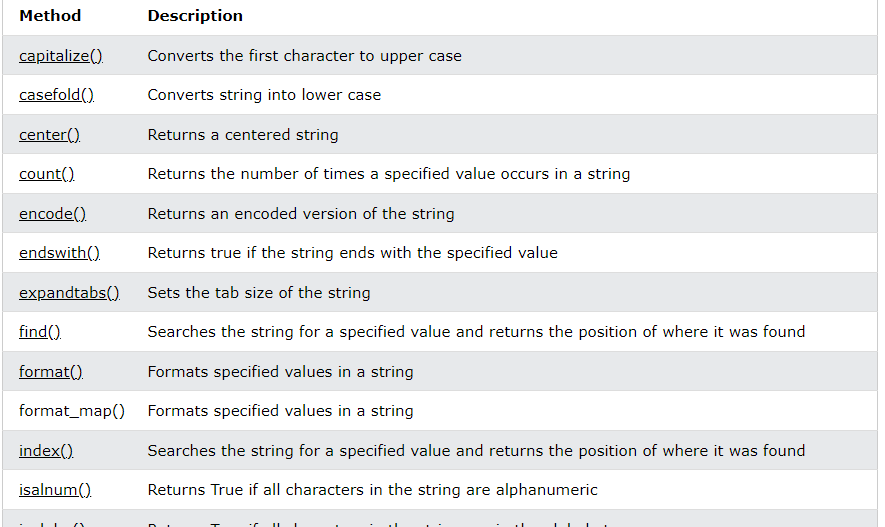 Method Description
capitalize() Converts the first character to upper case
casefold() Converts string into lower case
center() Returns a centered string
count() Returns the number of times a specified value occurs in a string
encode() Returns an encoded version of the string
endswith() Returns true if the string ends with the specified value
expandtabs() Sets the tab size of the string
find() Searches the string for a specified value and returns the position of where it was found
format() Formats specified values in a string
format_map() Formats specified values in a string
index() Searches the string for a specified value and returns the position of where it was found
isalnum() Returns True if all characters in the string are alphanumeric